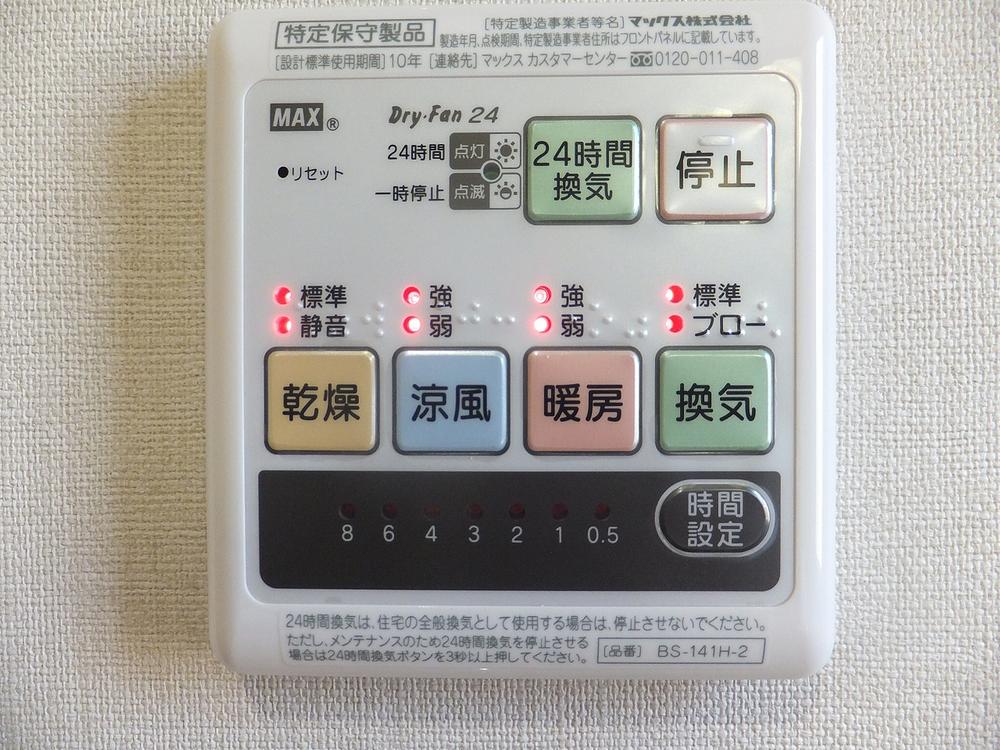 特定保守製品
[特定製造事業者等名] マックス株式会社
製造年月、点検期間、特定製造事業者住所はフロントパネルに記載しています。
[設計標準使用期間] 10年 [連絡先] マックス カスタマーセンター 0120-011-408
MAX®
Dry・Fan 24
●リセット
24時間 点灯
一時停止 点滅
24時間
換気
停止
標準
静音
強
弱
強
弱
標準
ブロー
乾燥
涼風
暖房
換気
8 6 4 3 2 1 0.5
時間
設定
24時間換気は、住宅の全般換気として使用する場合は、停止させないでください。
ただし、メンテナンスのため24時間換気を停止させる
場合は24時間換気ボタンを3秒以上押してください。
[品番] BS-141H-2